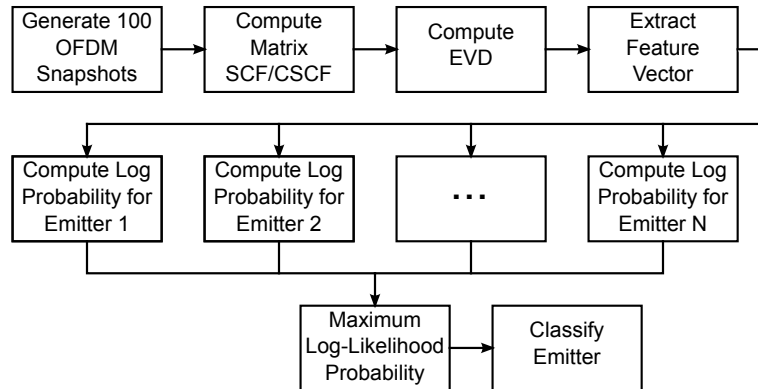 Generate 100
OFDM
Snapshots
Compute
Matrix
SCF/CSCF
Compute
EVD
Extract
Feature
Vector
Compute Log
Probability for
Emitter 1
Compute Log
Probability for
Emitter 2
...
Compute Log
Probability for
Emitter N
Maximum
Log-Likelihood
Probability
Classify
Emitter